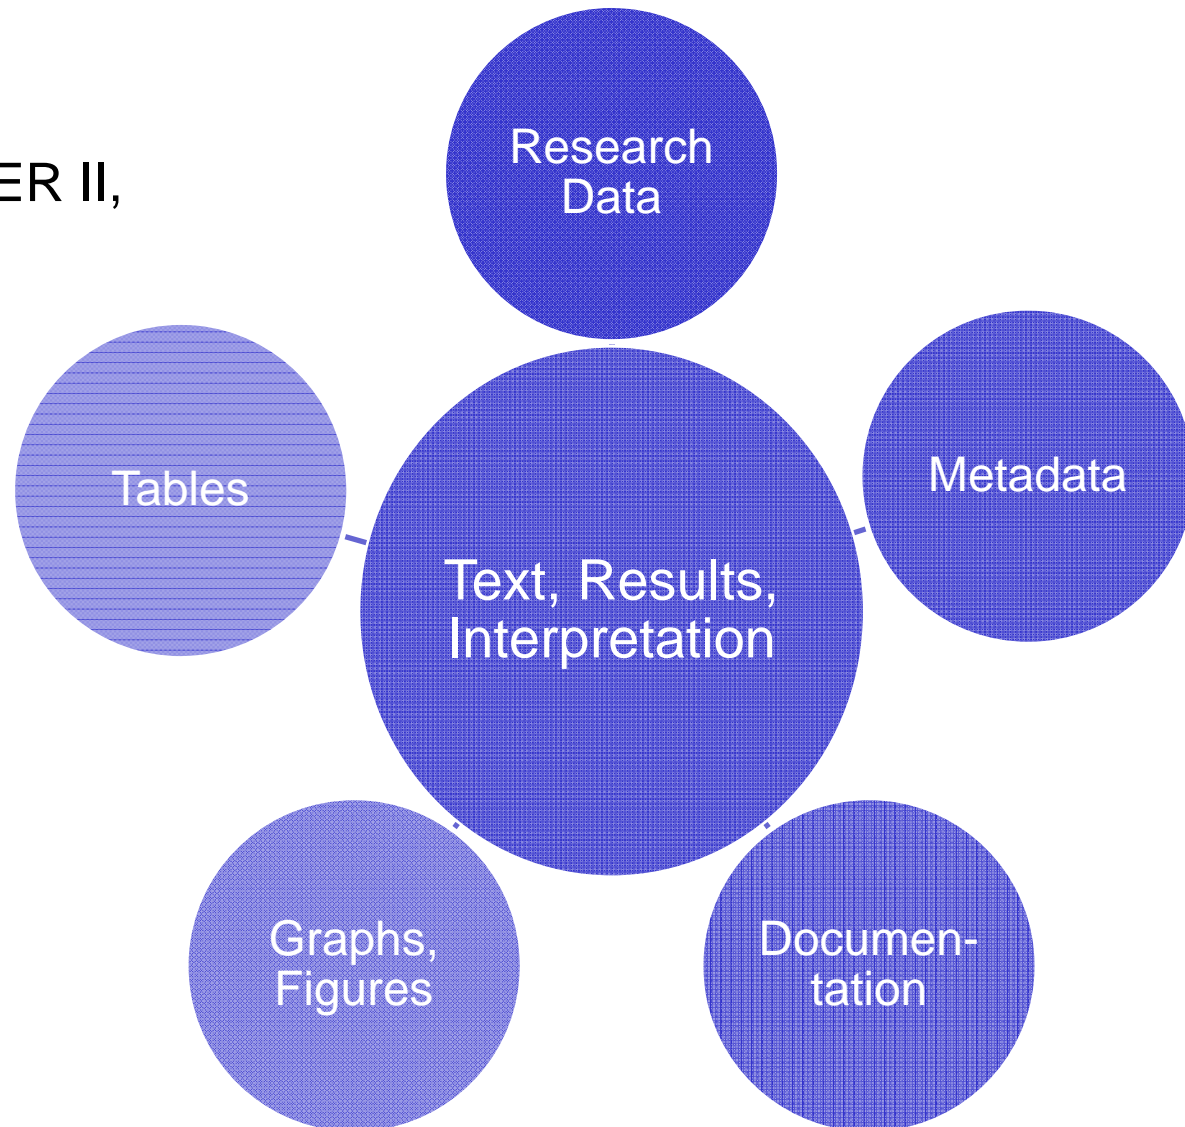 Research
Data
ER II,
Tables
Metadata
Text, Results,
Interpretation
Graphs,
Figures
Documen-
tation